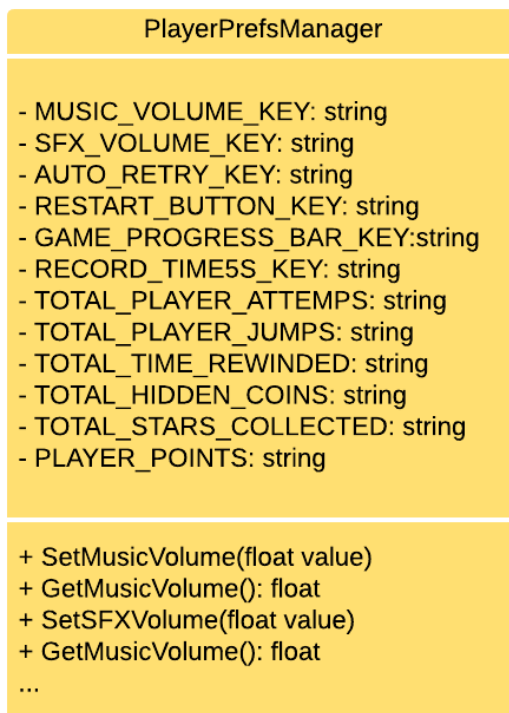 PlayerPrefsManager
- MUSIC_VOLUME_KEY: string
- SFX_VOLUME_KEY: string
- AUTO_RETRY_KEY: string
- RESTART_BUTTON_KEY: string
- GAME_PROGRESS_BAR_KEY:string
- RECORD_TIME5S_KEY: string
- TOTAL_PLAYER_ATTEMPS: string
- TOTAL_PLAYER_JUMPS: string
- TOTAL_TIME_REWINDED: string
- TOTAL_HIDDEN_COINS: string
- TOTAL_STARS_COLLECTED: string
- PLAYER_POINTS: string
+ SetMusicVolume(float value)
+ GetMusicVolume(): float
+ SetSFXVolume(float value)
+ GetMusicVolume(): float
...